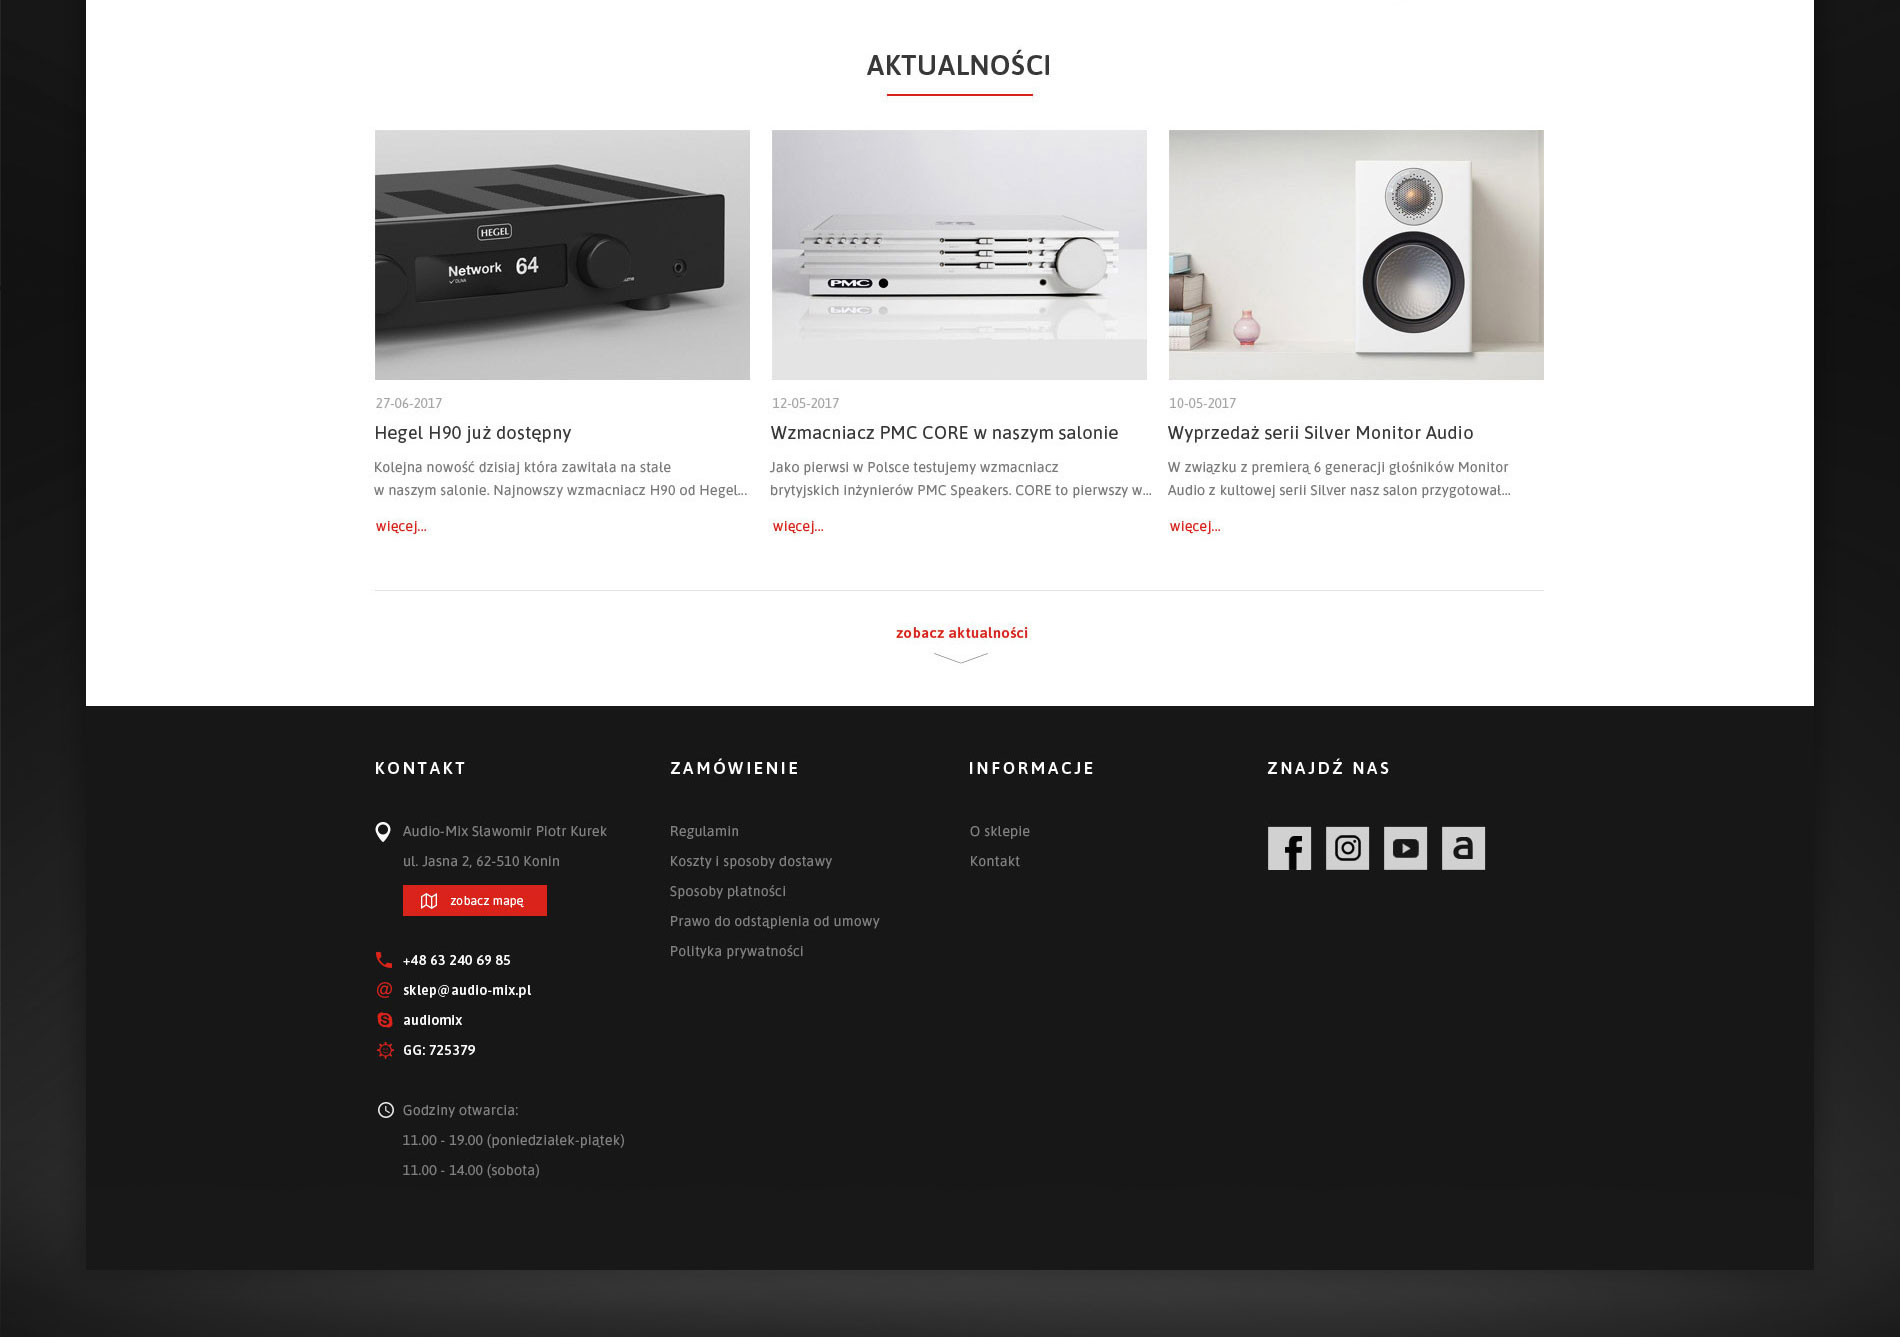 AKTUALNOŚCI
HEGEL
Network 64
DLNA
PMC
27-06-2017
Hegel H90 już dostępny
Kolejna nowość dzisiaj która zawitała na stałe
w naszym salonie. Najnowszy wzmacniacz H90 od Hegel...
więcej...
12-05-2017
Wzmacniacz PMC CORE w naszym salonie
Jako pierwsi w Polsce testujemy wzmacniacz
brytyjskich inżynierów PMC Speakers. CORE to pierwszy w...
więcej...
10-05-2017
Wyprzedaż serii Silver Monitor Audio
W związku z premierą 6 generacji głośników Monitor
Audio z kultowej serii Silver nasz salon przygotował...
więcej...
zobacz aktualności
KONTAKT
Audio-Mix Sławomir Piotr Kurek
ul. Jasna 2, 62-510 Konin
zobacz mapę
+48 63 240 69 85
sklep@audio-mix.pl
audiomix
GG: 725379
Godziny otwarcia:
11.00 - 19.00 (poniedziałek-piątek)
11.00 - 14.00 (sobota)
ZAMÓWIENIE
Regulamin
Koszty i sposoby dostawy
Sposoby płatności
Prawo do odstąpienia od umowy
Polityka prywatności
INFORMACJE
O sklepie
Kontakt
ZNAJDŹ NAS